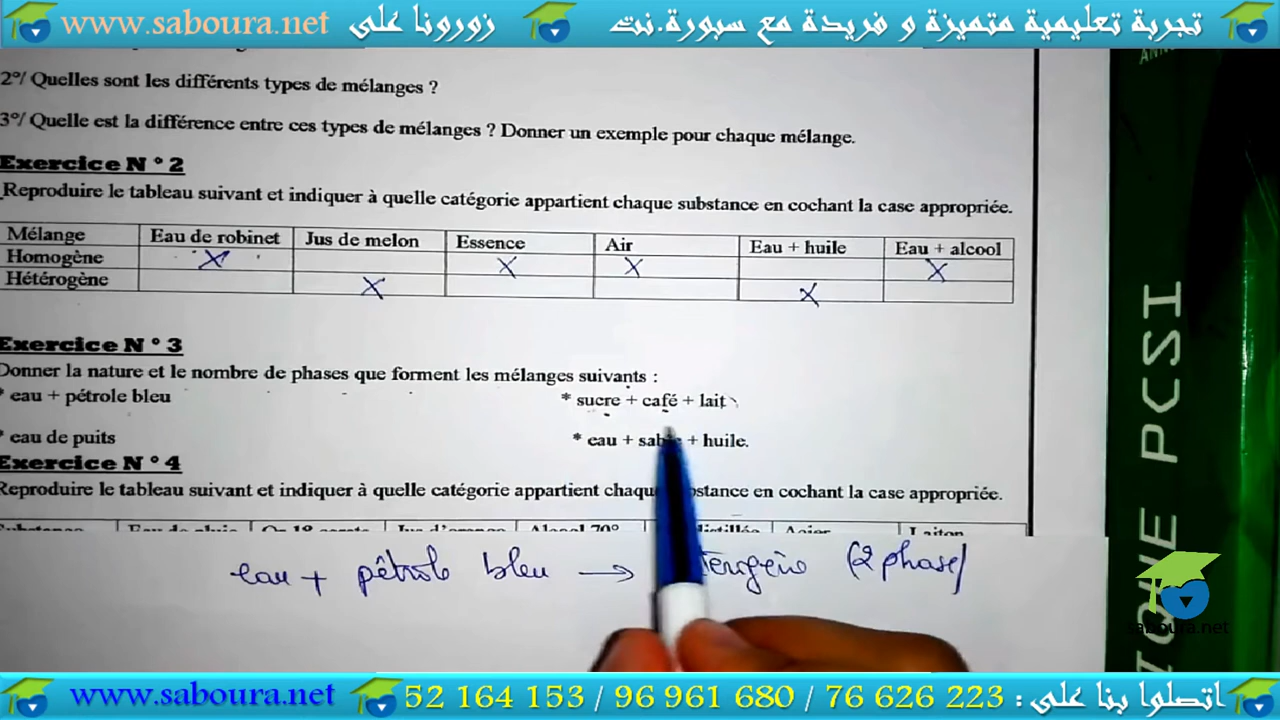 www.saboura.net زورونا على تجربة تعليمية متميزة و فريدة مع سبورة.نت
2°/ Quelles sont les différents types de mélanges ?
3°/ Quelle est la différence entre ces types de mélanges ? Donner un exemple pour chaque mélange.
Exercice N ° 2
Reproduire le tableau suivant et indiquer à quelle catégorie appartient chaque substance en cochant la case appropriée.
Mélange Eau de robinet Jus de melon Essence Air Eau + huile Eau + alcool
Homogène X X X X
Hétérogène X X
Exercice N ° 3
Donner la nature et le nombre de phases que forment les mélanges suivants :
* eau + pétrole bleu * sucre + café + lait
* eau de puits * eau + + huile.
Exercice N° 4
Reproduire le tableau suivant et indiquer à quelle catégorie appartient en cochant la case appropriée.
eau + pétrole bleu → (2 phase)
saboura.net
PCSI
www.saboura.net 52 164 153 / 96 961 680 / 76 626 223 اتصلوا بنا على :